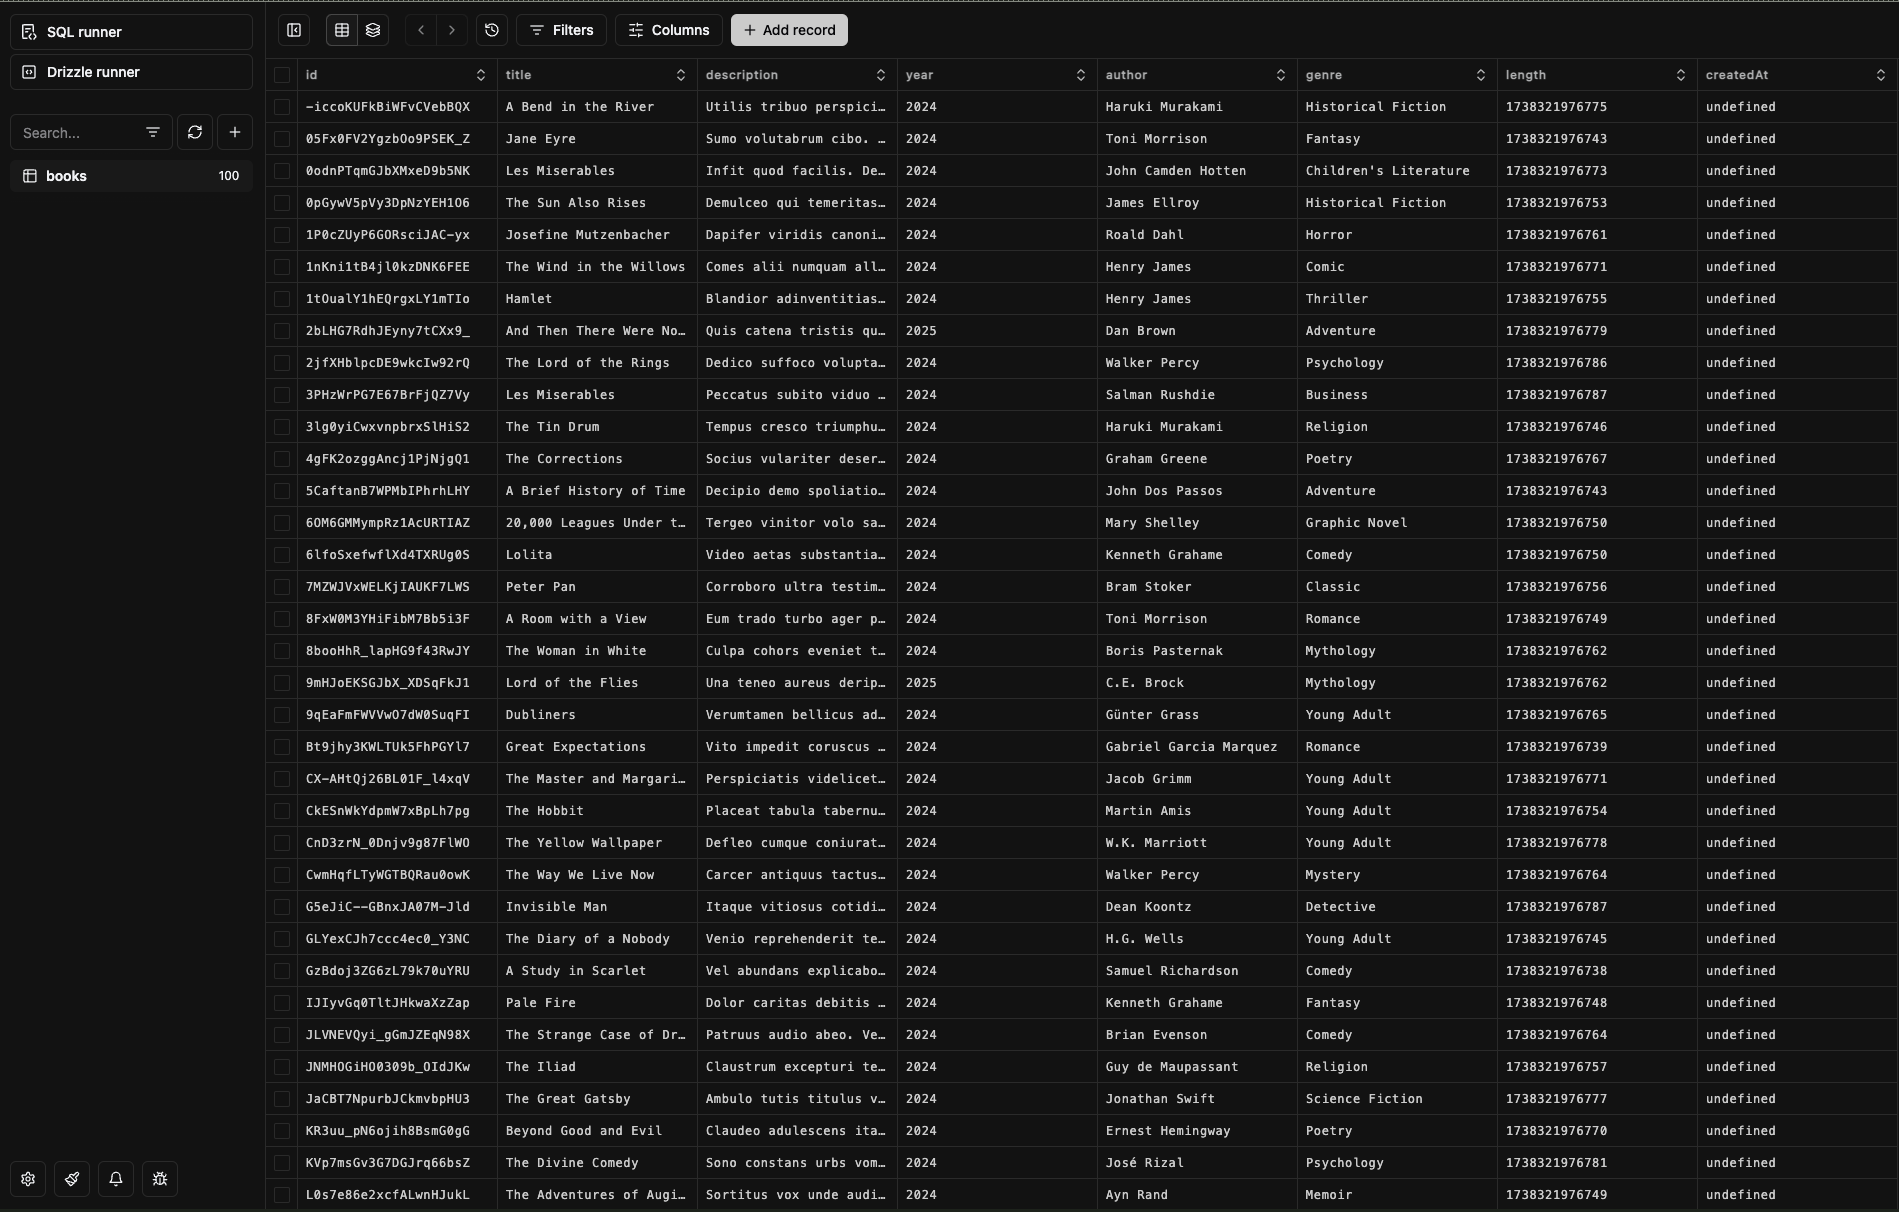 SQL runner
Drizzle runner
Search...
books 100
Filters Columns + Add record
id title description year author genre length createdAt
-iccoKUFkBiWFvCVebBQX A Bend in the River Utilis tribuo perspici… 2024 Haruki Murakami Historical Fiction 1738321976775 undefined
05Fx0FV2YgzbOo9PSEK_Z Jane Eyre Sumo volutabrum cibo. … 2024 Toni Morrison Fantasy 1738321976743 undefined
0odnPTqmGJbXMxeD9b5NK Les Miserables Infit quod facilis. De… 2024 John Camden Hotten Children's Literature 1738321976773 undefined
0pGywV5pVy3DpNzYEH1O6 The Sun Also Rises Demulceo qui temeritas… 2024 James Ellroy Historical Fiction 1738321976753 undefined
1P0cZUyP6GORsciJAC-yx Josefine Mutzenbacher Dapifer viridis canoni… 2024 Roald Dahl Horror 1738321976761 undefined
1nKni1tB4jl0kzDNK6FEE The Wind in the Willows Comes alii numquam all… 2024 Henry James Comic 1738321976771 undefined
1tOualY1hEQrgxLY1mTIo Hamlet Blandior adinventitias… 2024 Henry James Thriller 1738321976755 undefined
2bLHG7RdhJEyny7tCXx9_ And Then There Were No… Quis catena tristis qu… 2025 Dan Brown Adventure 1738321976779 undefined
2jfXHblpcDE9wkcIw92rQ The Lord of the Rings Dedico suffoco volupta… 2024 Walker Percy Psychology 1738321976786 undefined
3PHzWrPG7E67BrFjQZ7Vy Les Miserables Peccatus subito viduo … 2024 Salman Rushdie Business 1738321976787 undefined
3lg0yiCwxvnpbrxSlHiS2 The Tin Drum Tempus cresco triumphu… 2024 Haruki Murakami Religion 1738321976746 undefined
4gFK2ozggAncj1PjNjgQ1 The Corrections Socius vulariter deser… 2024 Graham Greene Poetry 1738321976767 undefined
5CaftanB7WPMbIPhrhLHY A Brief History of Time Decipio demo spoliatio… 2024 John Dos Passos Adventure 1738321976743 undefined
6OM6GMMympRz1AcURTIAZ 20,000 Leagues Under t… Tergeo vinitor volo sa… 2024 Mary Shelley Graphic Novel 1738321976750 undefined
6lfoSxefwflXd4TXRUg0S Lolita Video aetas substantia… 2024 Kenneth Grahame Comedy 1738321976750 undefined
7MZWJVxWELKjIAUKF7LWS Peter Pan Corroboro ultra testim… 2024 Bram Stoker Classic 1738321976756 undefined
8FxW0M3YHiFibM7Bb5i3F A Room with a View Eum trado turbo ager p… 2024 Toni Morrison Romance 1738321976749 undefined
8booHhR_lapHG9f43RwJY The Woman in White Culpa cohors eveniet t… 2024 Boris Pasternak Mythology 1738321976762 undefined
9mHJoEKSGJbX_XDSqFkJ1 Lord of the Flies Una teneo aureus derip… 2025 C.E. Brock Mythology 1738321976762 undefined
9qEaFmFWVVwO7dW0SuqFI Dubliners Verumtamen bellicus ad… 2024 Günter Grass Young Adult 1738321976765 undefined
Bt9jhy3KWLTUk5FhPGYl7 Great Expectations Vito impedit coruscus … 2024 Gabriel Garcia Marquez Romance 1738321976739 undefined
CX-AHtQj26BL01F_l4xqV The Master and Margari… Perspiciatis videlicet… 2024 Jacob Grimm Young Adult 1738321976771 undefined
CkESnWkYdpmW7xBpLh7pg The Hobbit Placeat tabula tabernu… 2024 Martin Amis Young Adult 1738321976754 undefined
CnD3zrN_0Dnjv9g87FlWO The Yellow Wallpaper Defleo cumque coniurat… 2024 W.K. Marriott Young Adult 1738321976778 undefined
CwmHqfLTyWGTBQRau0owK The Way We Live Now Carcer antiquus tactus… 2024 Walker Percy Mystery 1738321976764 undefined
G5eJiC--GBnxJA07M-Jld Invisible Man Itaque vitiosus cotidi… 2024 Dean Koontz Detective 1738321976787 undefined
GLYexCJh7ccc4ec0_Y3NC The Diary of a Nobody Venio reprehenderit te… 2024 H.G. Wells Young Adult 1738321976745 undefined
GzBdoj3ZG6zL79k70uYRU A Study in Scarlet Vel abundans explicabo… 2024 Samuel Richardson Comedy 1738321976738 undefined
IJIyvGq0TltJHkwaXzZap Pale Fire Dolor caritas debitis … 2024 Kenneth Grahame Fantasy 1738321976748 undefined
JLVNEVQyi_gGmJZEqN98X The Strange Case of Dr… Patruus audio abeo. Ve… 2024 Brian Evenson Comedy 1738321976764 undefined
JNMHOGiHO0309b_OIdJKw The Iliad Claustrum excepturi te… 2024 Guy de Maupassant Religion 1738321976757 undefined
JaCBT7NpurbJCkmvbpHU3 The Great Gatsby Ambulo tutis titulus v… 2024 Jonathan Swift Science Fiction 1738321976777 undefined
KR3uu_pN6ojih8BsmG0gG Beyond Good and Evil Claudeo adulescens ita… 2024 Ernest Hemingway Poetry 1738321976770 undefined
KVp7msGv3G7DGJrq66bsZ The Divine Comedy Sono constans urbs vom… 2024 José Rizal Psychology 1738321976781 undefined
L0s7e86e2xcfALwnHJukL The Adventures of Augi… Sortitus vox unde audi… 2024 Ayn Rand Memoir 1738321976749 undefined